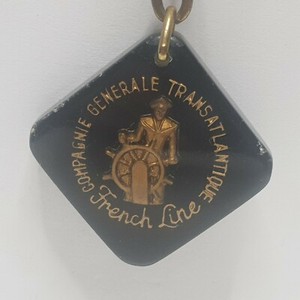 COMPAGNIE GENERALE TRANSATLANTIQUE
French Line